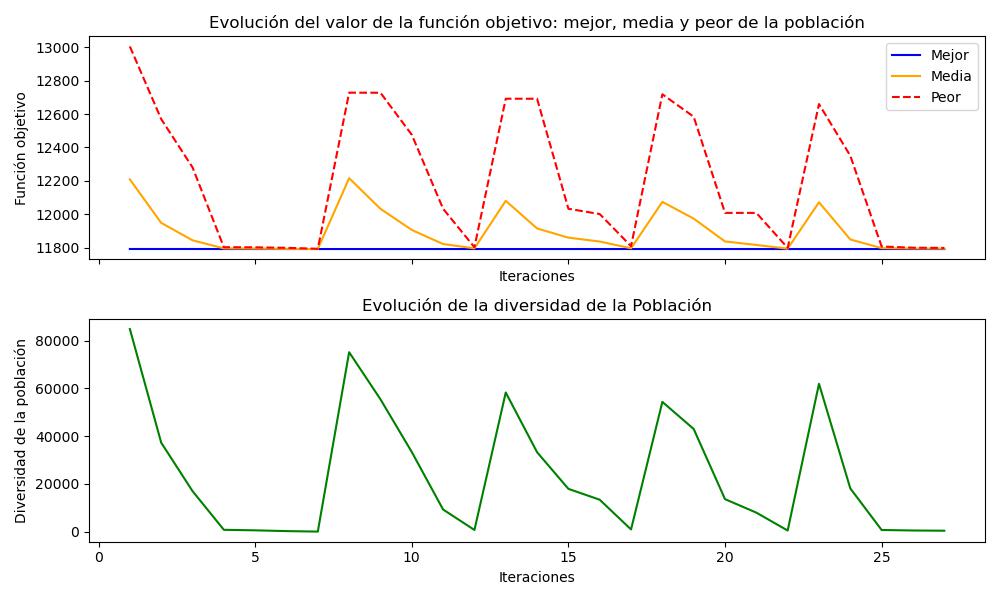 Evolución del valor de la función objetivo: mejor, media y peor de la población
13000
12800
12600
12400
12200
12000
11800
Función objetivo
Mejor
Media
Peor
Iteraciones
Evolución de la diversidad de la Población
80000
60000
40000
20000
0
Diversidad de la población
0 5 10 15 20 25
Iteraciones